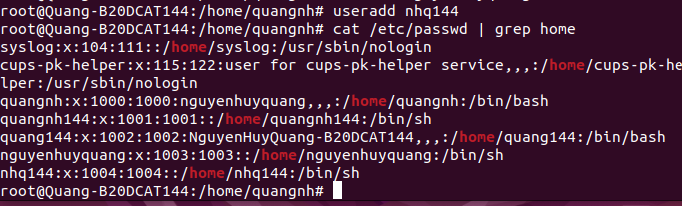 root@Quang-B20DCAT144:/home/quangnh# useradd nhq144
root@Quang-B20DCAT144:/home/quangnh# cat /etc/passwd | grep home
syslog:x:104:111::/home/syslog:/usr/sbin/nologin
cups-pk-helper:x:115:122:user for cups-pk-helper service,,,:/home/cups-pk-he
lper:/usr/sbin/nologin
quangnh:x:1000:1000:nguyenhuyquang,,,:/home/quangnh:/bin/bash
quangnh144:x:1001:1001::/home/quangnh144:/bin/sh
quang144:x:1002:1002:NguyenHuyQuang-B20DCAT144,,,:/home/quang144:/bin/bash
nguyenhuyquang:x:1003:1003::/home/nguyenhuyquang:/bin/sh
nhq144:x:1004:1004::/home/nhq144:/bin/sh
root@Quang-B20DCAT144:/home/quangnh#